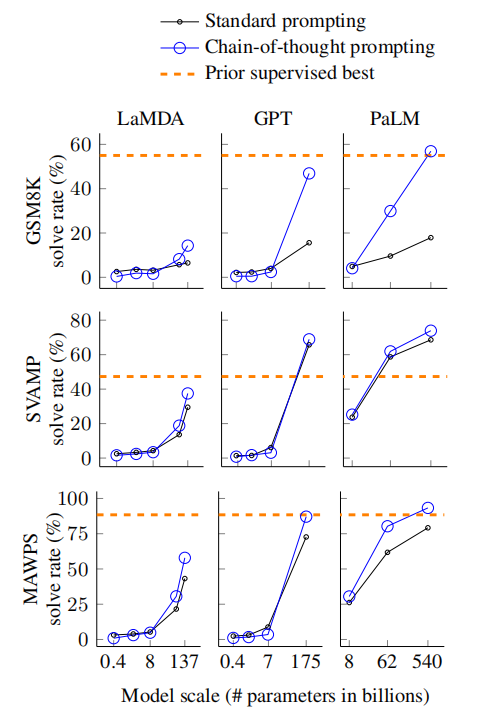 Standard prompting
Chain-of-thought prompting
Prior supervised best
LaMDA GPT PaLM
GSM8K
solve rate (%)
60
40
20
0
SVAMP
solve rate (%)
80
60
40
20
0
MAWPS
solve rate (%)
100
75
50
25
0
0.4 8 137 0.4 7 175 8 62 540
Model scale (# parameters in billions)